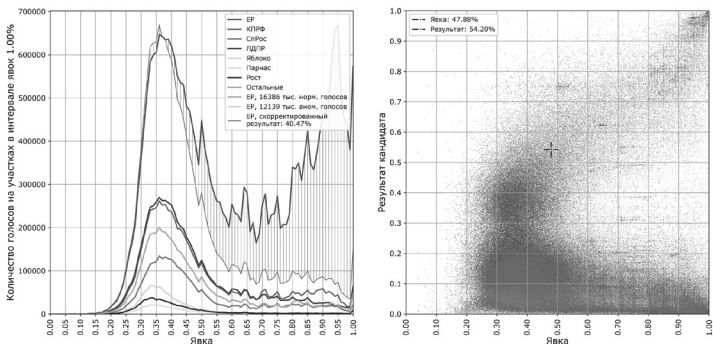 700000
600000
500000
400000
300000
200000
100000
0
Количество голосов на участках в интервале явок 1.00%
ЕР
КПРФ
СпРос
ЛДПР
Яблоко
Парнас
Рост
Остальные
ЕР, 16386 тыс. норм. голосов
ЕР, 12139 тыс. аном. голосов
ЕР, скорректированный
результат: 40.47%
0.00 0.05 0.10 0.15 0.20 0.25 0.30 0.35 0.40 0.45 0.50 0.55 0.60 0.65 0.70 0.75 0.80 0.85 0.90 0.95 1.00
Явка
1.0
0.9
0.8
0.7
0.6
0.5
0.4
0.3
0.2
0.1
0.0
Результат кандидата
Явка: 47.88%
Результат: 54.20%
0.00 0.10 0.20 0.30 0.40 0.50 0.60 0.70 0.80 0.90 1.00
Явка